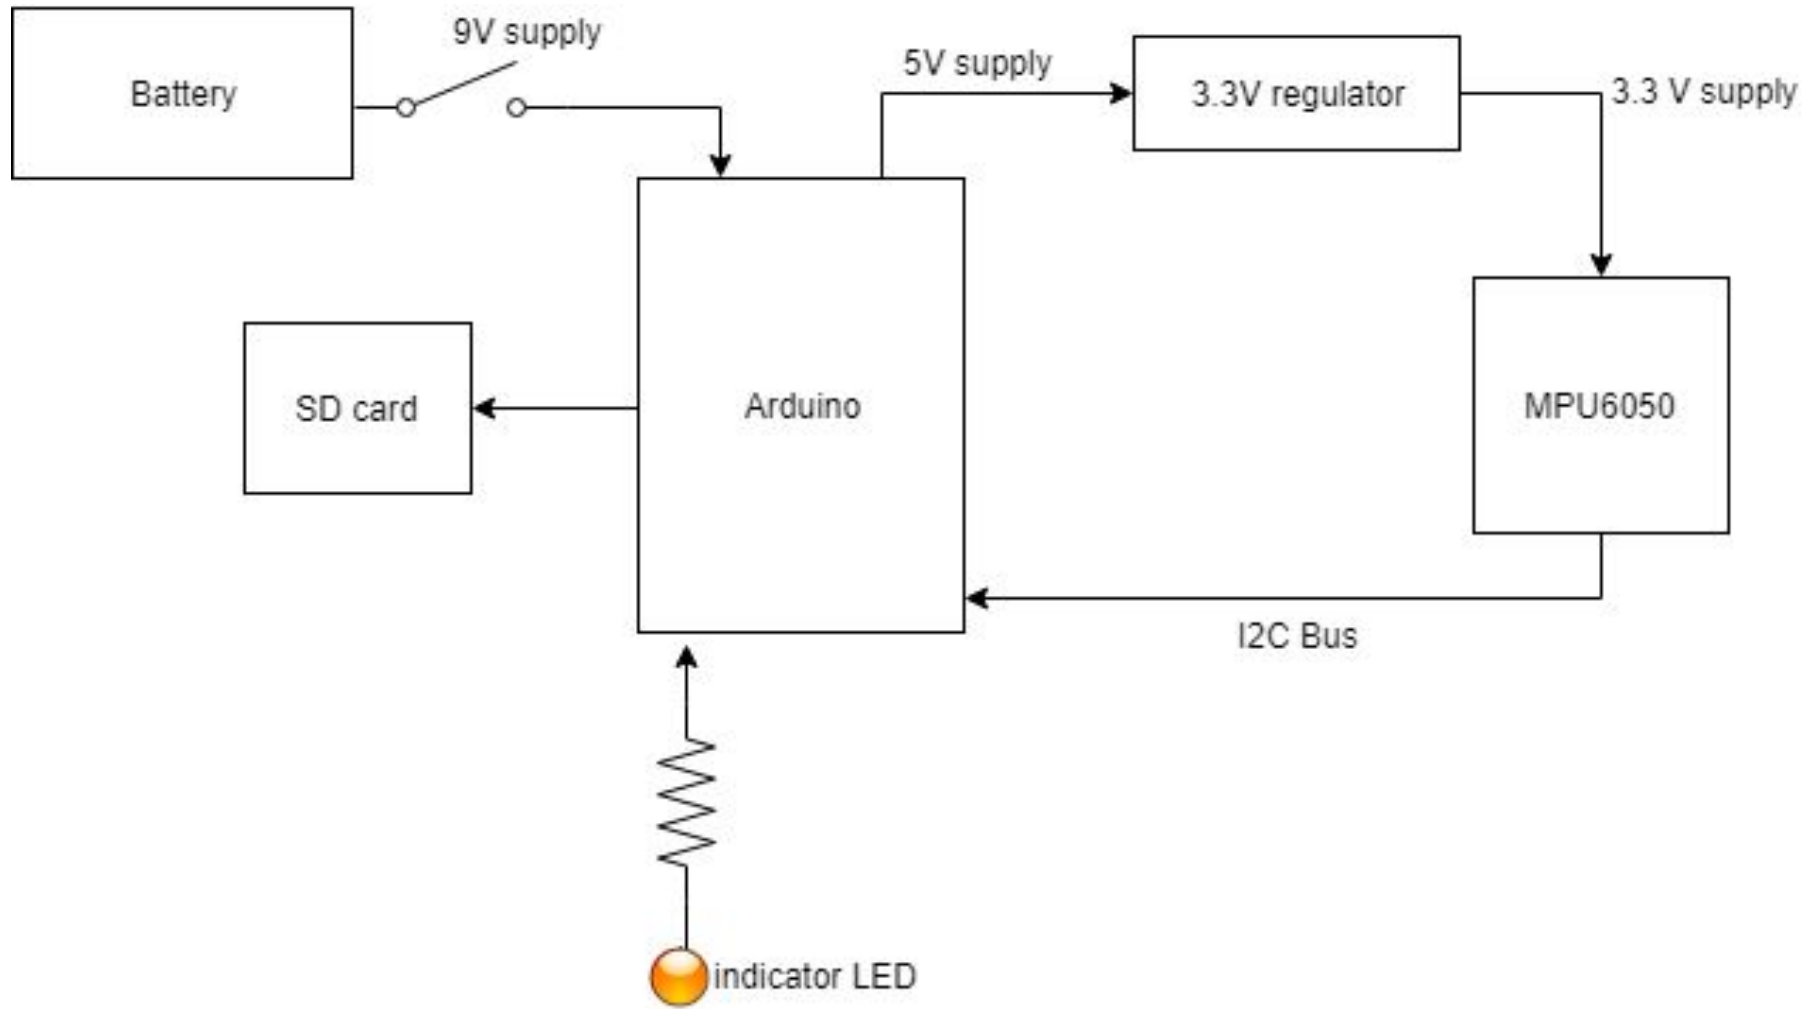 9V supply
Battery
5V supply
3.3V regulator
3.3 V supply
SD card
Arduino
MPU6050
I2C Bus
indicator LED